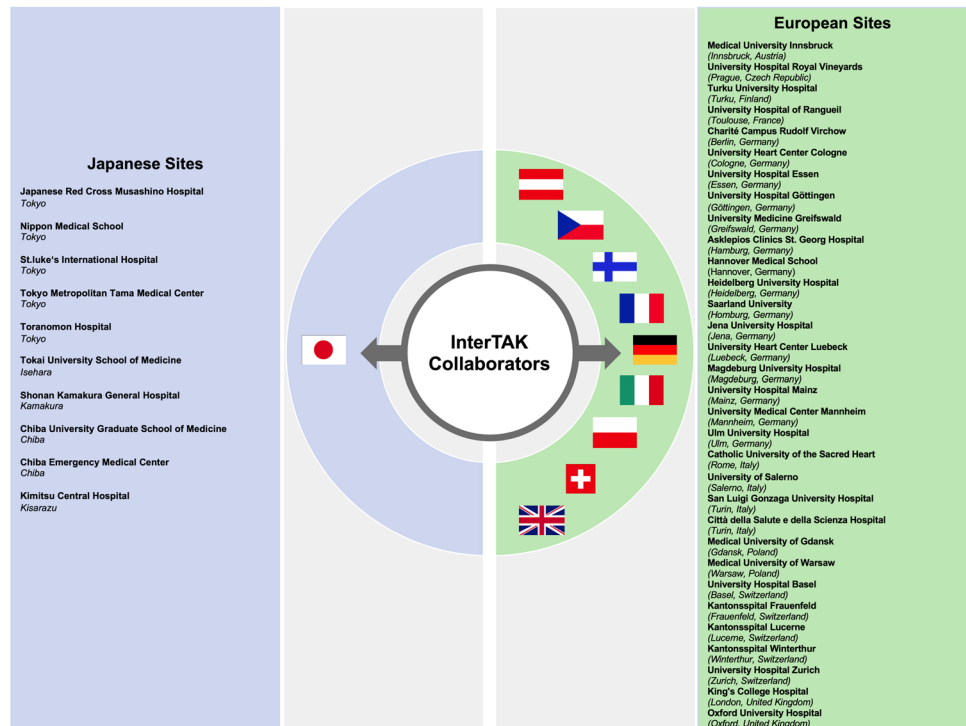 Japanese Sites
Japanese Red Cross Musashino Hospital
Tokyo
Nippon Medical School
Tokyo
St.luke's International Hospital
Tokyo
Tokyo Metropolitan Tama Medical Center
Tokyo
Toranomon Hospital
Tokyo
Tokai University School of Medicine
Isehara
Shonan Kamakura General Hospital
Kamakura
Chiba University Graduate School of Medicine
Chiba
Chiba Emergency Medical Center
Chiba
Kimitsu Central Hospital
Kisarazu
InterTAK
Collaborators
European Sites
Medical University Innsbruck
(Innsbruck, Austria)
University Hospital Royal Vineyards
(Prague, Czech Republic)
Turku University Hospital
(Turku, Finland)
University Hospital of Rangueil
(Toulouse, France)
Charité Campus Rudolf Virchow
(Berlin, Germany)
University Heart Center Cologne
(Cologne, Germany)
University Hospital Essen
(Essen, Germany)
University Hospital Göttingen
(Göttingen, Germany)
University Medicine Greifswald
(Greifswald, Germany)
Asklepios Clinics St. Georg Hospital
(Hamburg, Germany)
Hannover Medical School
(Hannover, Germany)
Heidelberg University Hospital
(Heidelberg, Germany)
Saarland University
(Homburg, Germany)
Jena University Hospital
(Jena, Germany)
University Heart Center Luebeck
(Luebeck, Germany)
Magdeburg University Hospital
(Magdeburg, Germany)
University Hospital Mainz
(Mainz, Germany)
University Medical Center Mannheim
(Mannheim, Germany)
Ulm University Hospital
(Ulm, Germany)
Catholic University of the Sacred Heart
(Rome, Italy)
University of Salerno
(Salerno, Italy)
San Luigi Gonzaga University Hospital
(Turin, Italy)
Città della Salute e della Scienza Hospital
(Turin, Italy)
Medical University of Gdansk
(Gdansk, Poland)
Medical University of Warsaw
(Warsaw, Poland)
University Hospital Basel
(Basel, Switzerland)
Kantonsspital Frauenfeld
(Frauenfeld, Switzerland)
Kantonsspital Lucerne
(Lucerne, Switzerland)
Kantonsspital Winterthur
(Winterthur, Switzerland)
University Hospital Zurich
(Zurich, Switzerland)
King's College Hospital
(London, United Kingdom)
Oxford University Hospital
(Oxford, United Kingdom)